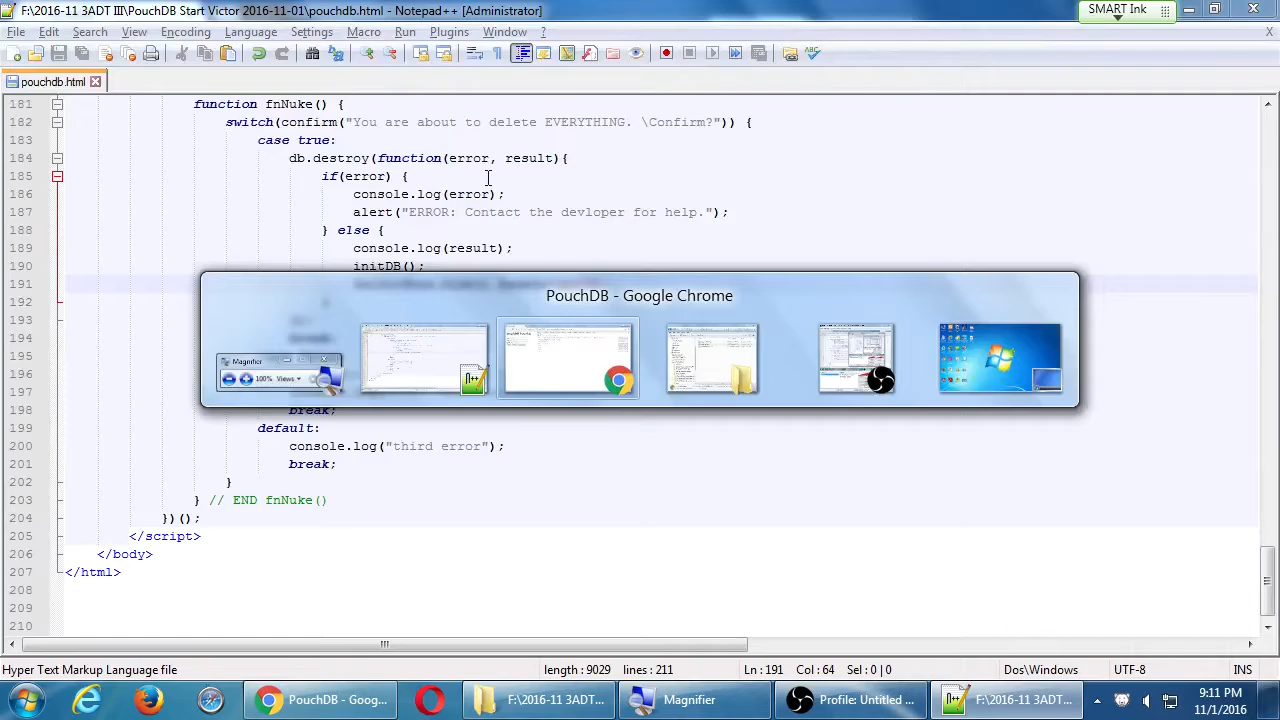 F:\2016-11 3ADT III\PouchDB Start Victor 2016-11-01\pouchdb.html - Notepad++ [Administrator]
SMART Ink
File Edit Search View Encoding Language Settings Macro Run Plugins Window ? X
pouchdb.html
181 function fnNuke() {
182 switch(confirm("You are about to delete EVERYTHING. \Confirm?")) {
183 case true:
184 db.destroy(function(error, result){
185 if(error) {
186 console.log(error);
187 alert("ERROR: Contact the devloper for help.");
188 } else {
189 console.log(result);
190 initDB();
191
192
193
194
195
196
197
198 break;
199 default:
200 console.log("third error");
201 break;
202 }
203 } // END fnNuke()
204 })();
205 </script>
206 </body>
207 </html>
208
209
210
PouchDB - Google Chrome
Magnifier
100% Views
Hyper Text Markup Language file length : 9029 lines : 211 Ln : 191 Col : 64 Sel : 0 | 0 Dos\Windows UTF-8 INS
PouchDB - Goog... F:\2016-11 3ADT... Magnifier Profile: Untitled ... F:\2016-11 3ADT... 9:11 PM
11/1/2016